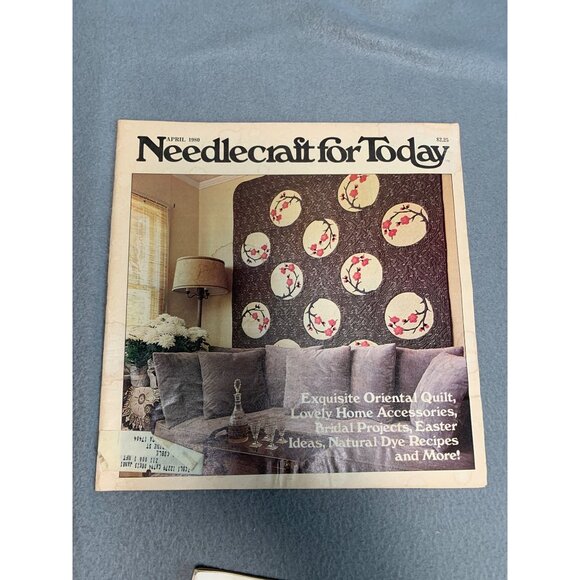 APRIL 1980
$2.25
Needlecraft for Today
Exquisite Oriental Quilt,
Lovely Home Accessories,
Bridal Projects, Easter
Ideas, Natural Dye Recipes
and More!